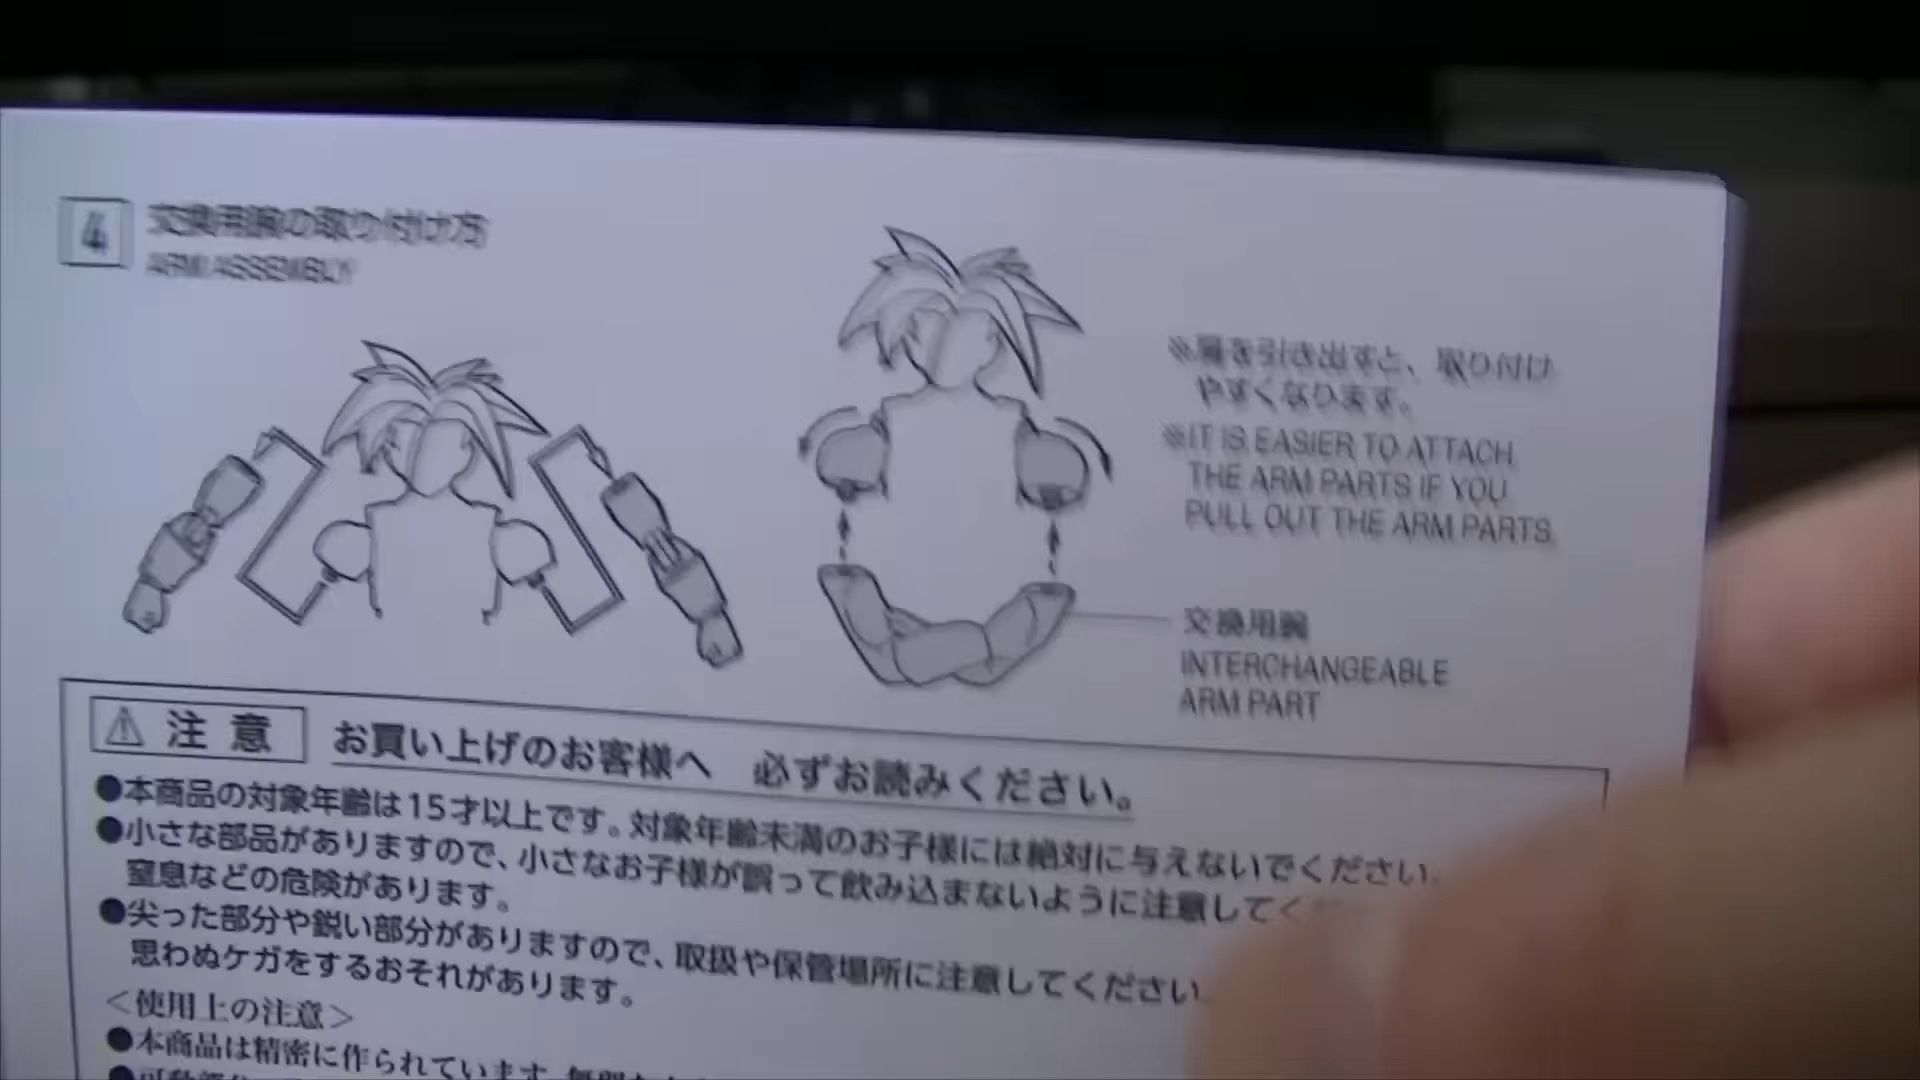 4 交換用腕の取り付け方
ARM ASSEMBLY
※肩を引き出すと、取り付け
やすくなります。
※IT IS EASIER TO ATTACH
THE ARM PARTS IF YOU
PULL OUT THE ARM PARTS.
交換用腕
INTERCHANGEABLE
ARM PART
⚠ 注意 お買い上げのお客様へ 必ずお読みください。
●本商品の対象年齢は15才以上です。対象年齢未満のお子様には絶対に与えないでください。
●小さな部品がありますので、小さなお子様が誤って飲み込まないように注意してく
窒息などの危険があります。
●尖った部分や鋭い部分がありますので、取扱や保管場所に注意してください。
思わぬケガをするおそれがあります。
＜使用上の注意＞
●本商品は精密に作られています。